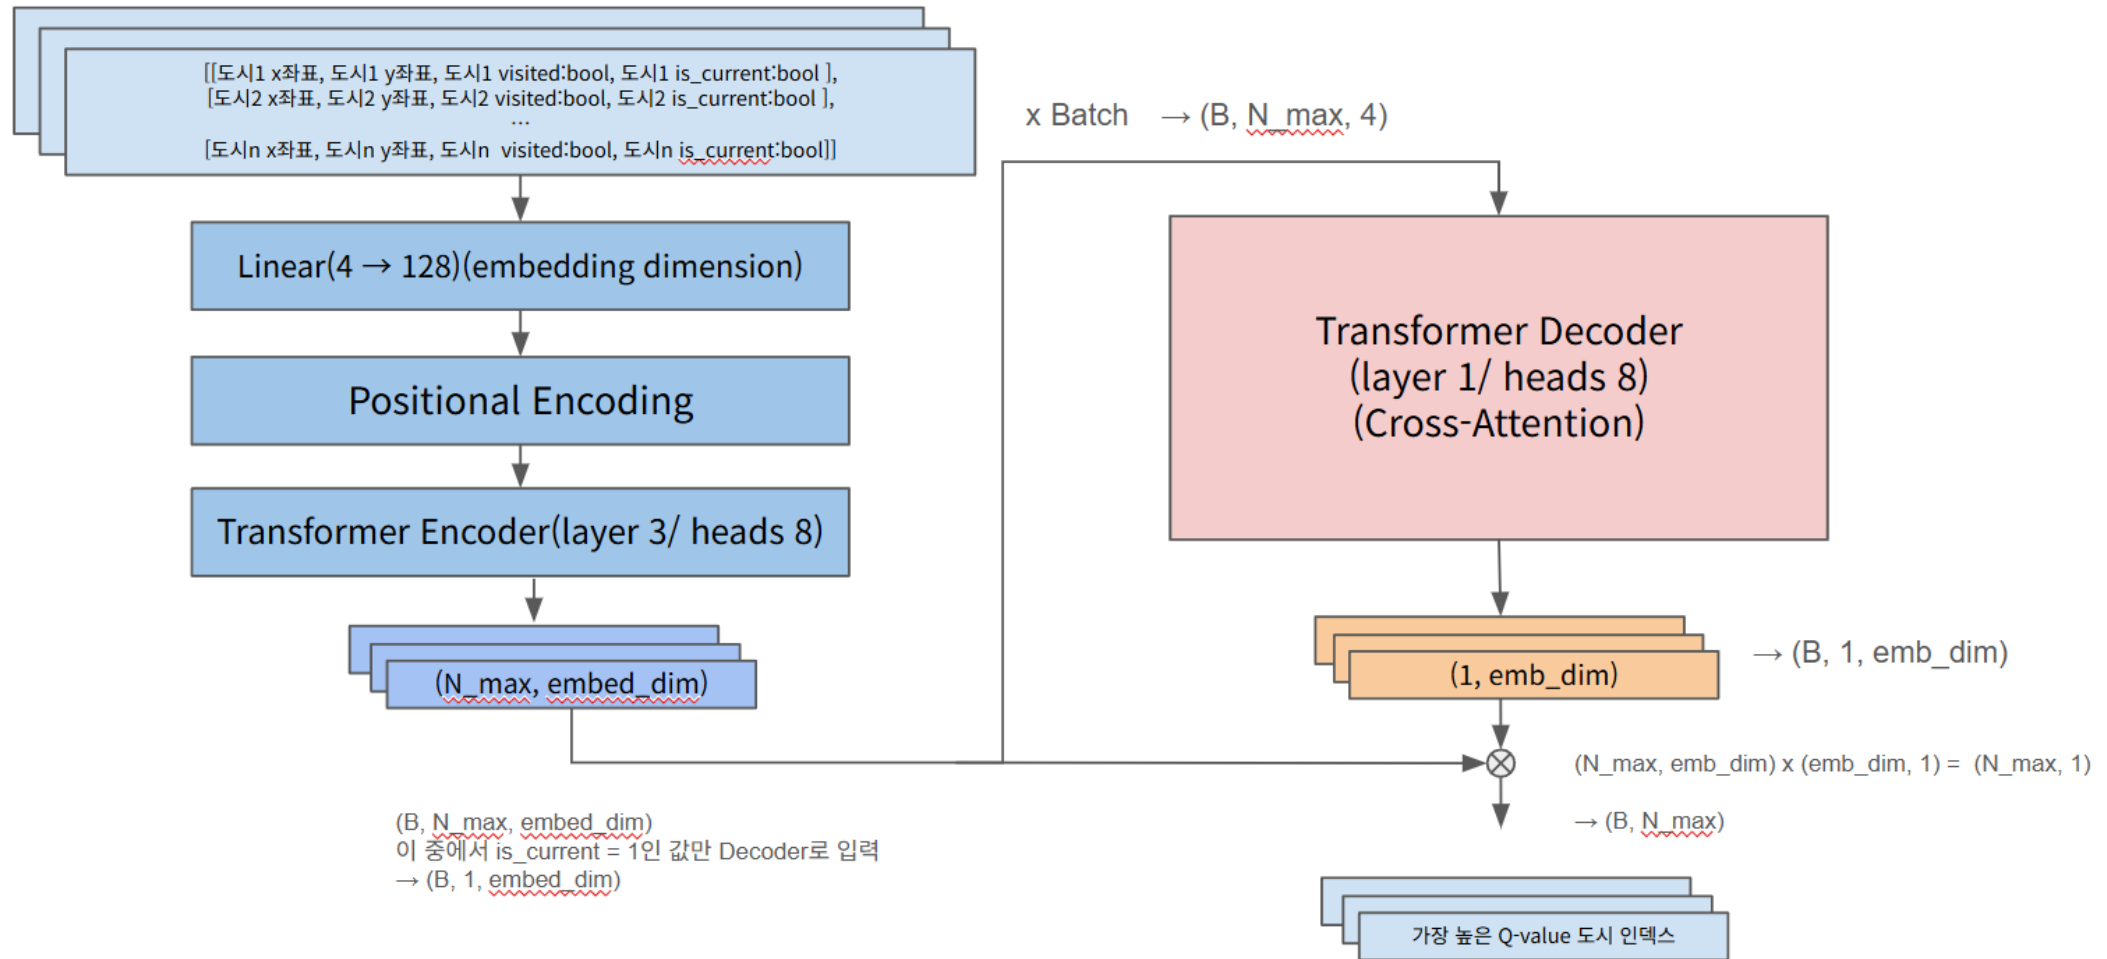 [[도시1 x좌표, 도시1 y좌표, 도시1 visited:bool, 도시1 is_current:bool ],
[도시2 x좌표, 도시2 y좌표, 도시2 visited:bool, 도시2 is_current:bool ],
...
[도시n x좌표, 도시n y좌표, 도시n  visited:bool, 도시n is_current:bool]]
x Batch → (B, N_max, 4)
Linear(4 → 128)(embedding dimension)
Positional Encoding
Transformer Encoder(layer 3/ heads 8)
(N_max, embed_dim)
(B, N_max, embed_dim)
이 중에서 is_current = 1인 값만 Decoder로 입력
→ (B, 1, embed_dim)
Transformer Decoder
(layer 1/ heads 8)
(Cross-Attention)
(1, emb_dim)
→ (B, 1, emb_dim)
(N_max, emb_dim) x (emb_dim, 1) =  (N_max, 1)
→ (B, N_max)
가장 높은 Q-value 도시 인덱스